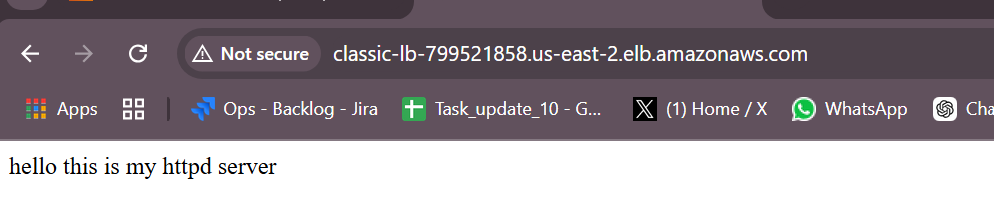 Not secure classic-lb-799521858.us-east-2.elb.amazonaws.com
Apps Ops - Backlog - Jira Task_update_10 - G... (1) Home / X WhatsApp Cha
hello this is my httpd server